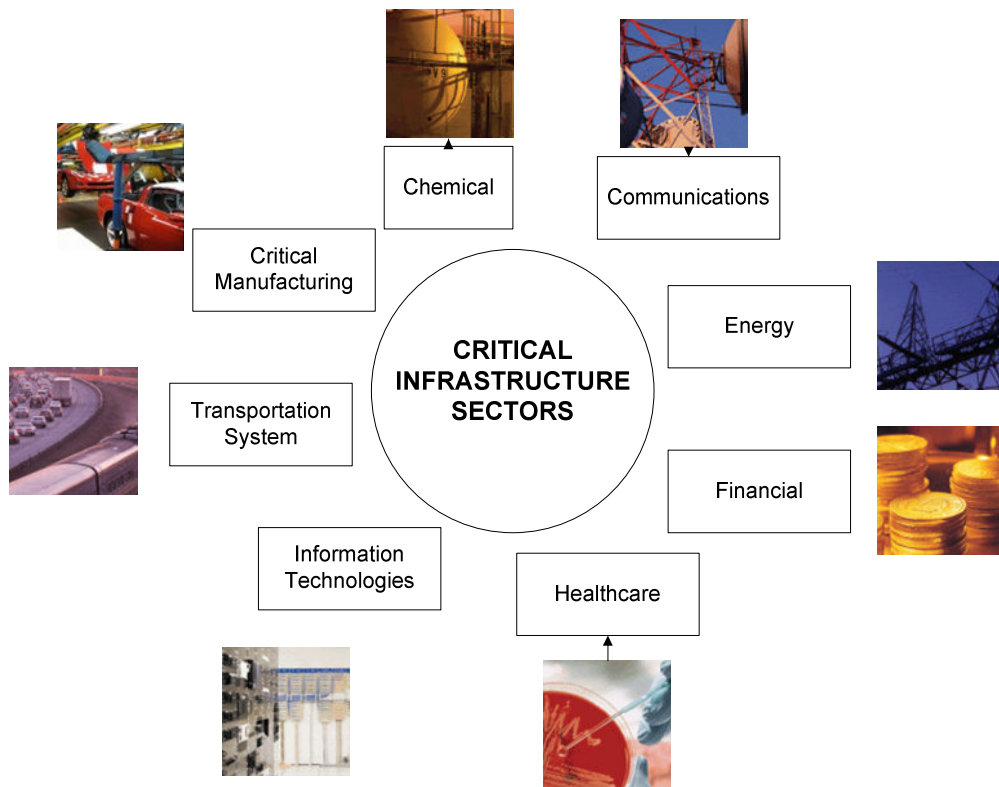 Chemical
Communications
Critical
Manufacturing
Energy
CRITICAL
INFRASTRUCTURE
SECTORS
Transportation
System
Financial
Information
Technologies
Healthcare